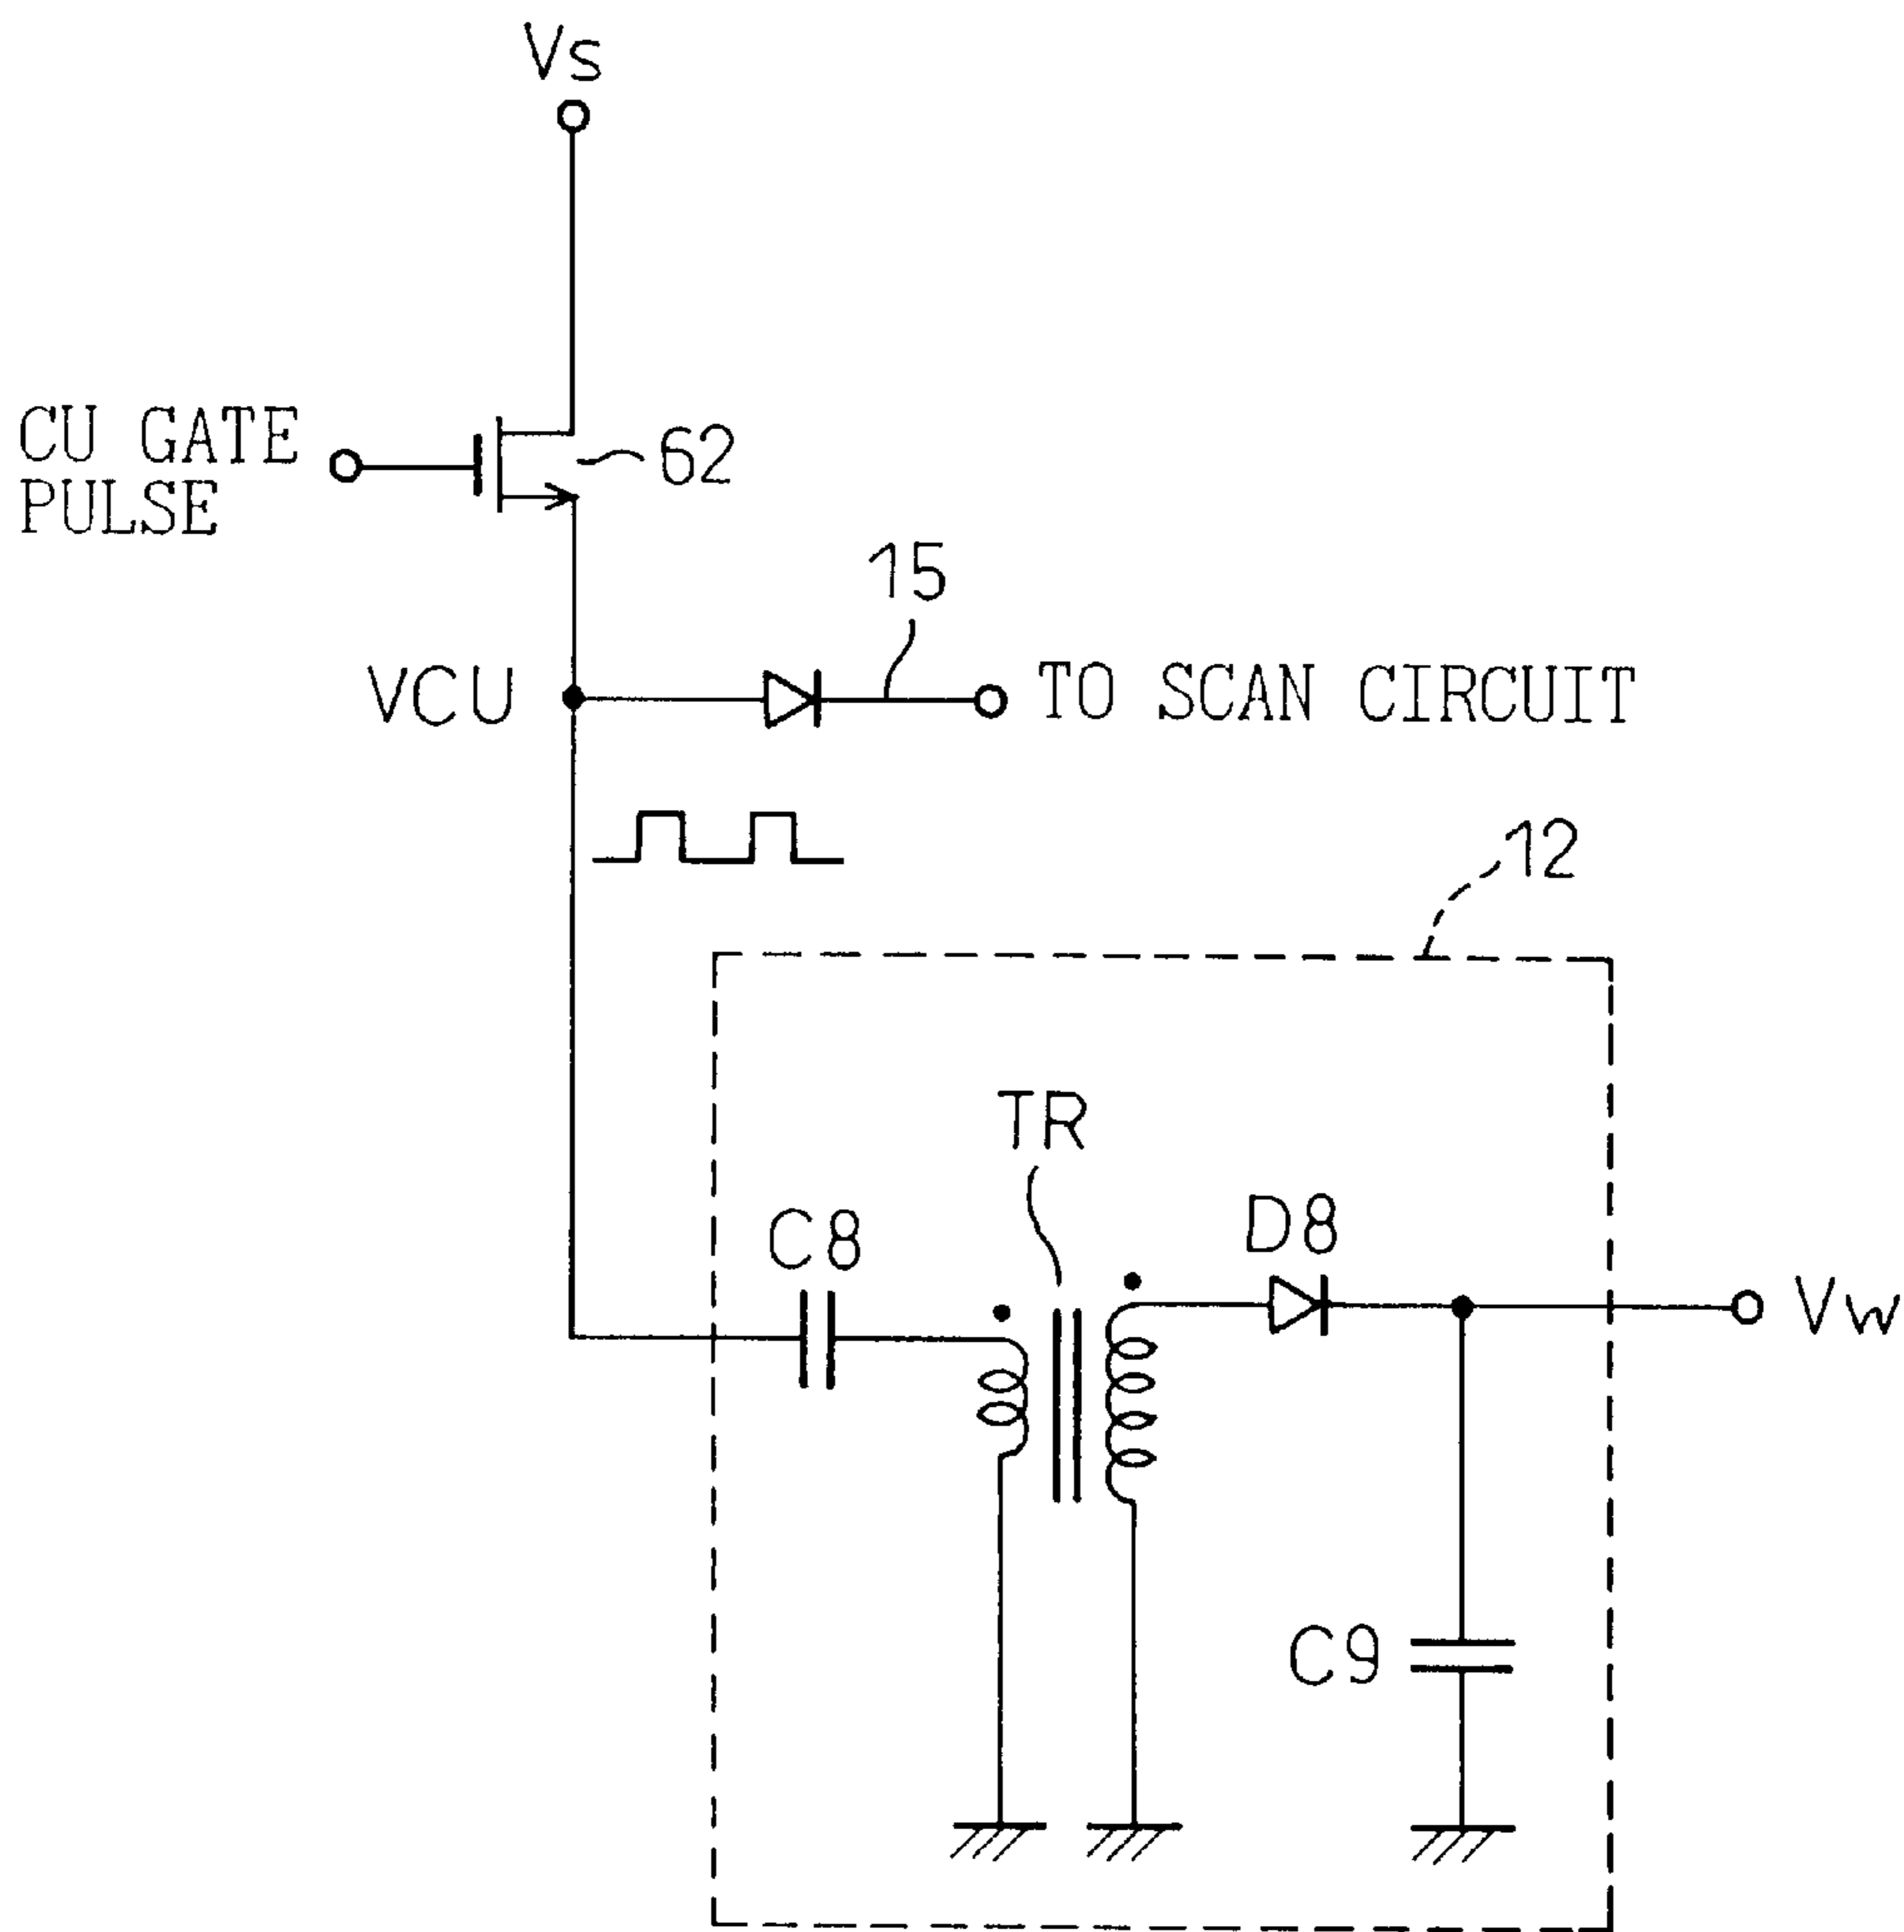 Vs
CU GATE
PULSE
62
15
VCU
TO SCAN CIRCUIT
12
TR
C8
D8
Vw
C9